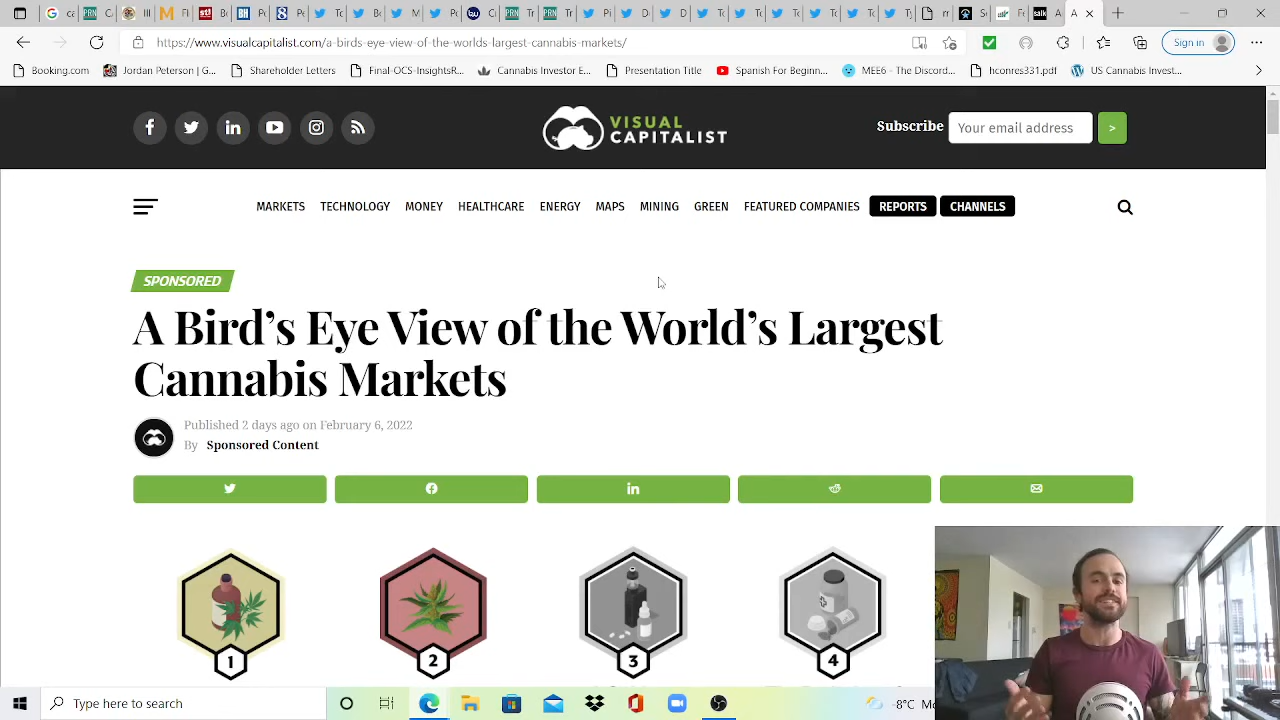 https://www.visualcapitalist.com/a-birds-eye-view-of-the-world-largest-cannabis-markets/
Sign in
Booking.com
Jordan Peterson | G...
Shareholder Letters
Final-OCS-InsightsR...
Cannabis Investor E...
Presentation Title
Spanish For Beginn...
MEE6 - The Discord...
hiconres331.pdf
US Cannabis Invest...
VISUAL
CAPITALIST
Subscribe
Your email address
>
MARKETS TECHNOLOGY MONEY HEALTHCARE ENERGY MAPS MINING GREEN FEATURED COMPANIES REPORTS CHANNELS
SPONSORED
A Bird's Eye View of the World's Largest
Cannabis Markets
Published 2 days ago on February 6, 2022
By Sponsored Content
1
2
3
4
Type here to search
-8°C